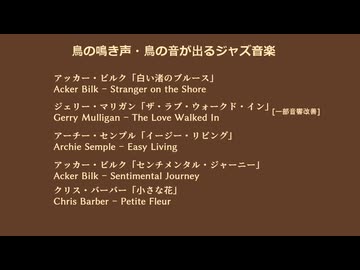 鳥の鳴き声・鳥の音が出るジャズ音楽
アッカー・ビルク「白い渚のブルース」
Acker Bilk – Stranger on the Shore
ジェリー・マリガン「ザ・ラブ・ウォークド・イン」
Gerry Mulligan – The Love Walked In [一部音響改善]
アーチー・センプル「イージー・リビング」
Archie Semple – Easy Living
アッカー・ビルク「センチメンタル・ジャーニー」
Acker Bilk – Sentimental Journey
クリス・バーバー「小さな花」
Chris Barber – Petite Fleur